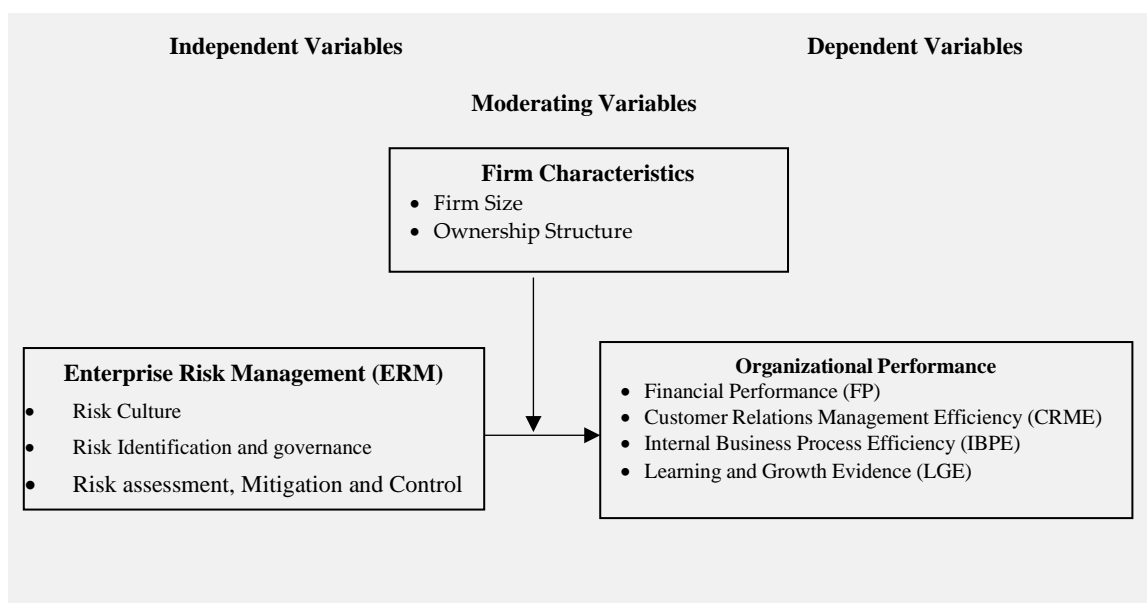 Independent Variables
Dependent Variables
Moderating Variables
Firm Characteristics
• Firm Size
• Ownership Structure
Enterprise Risk Management (ERM)
• Risk Culture
• Risk Identification and governance
• Risk assessment, Mitigation and Control
Organizational Performance
• Financial Performance (FP)
• Customer Relations Management Efficiency (CRME)
• Internal Business Process Efficiency (IBPE)
• Learning and Growth Evidence (LGE)